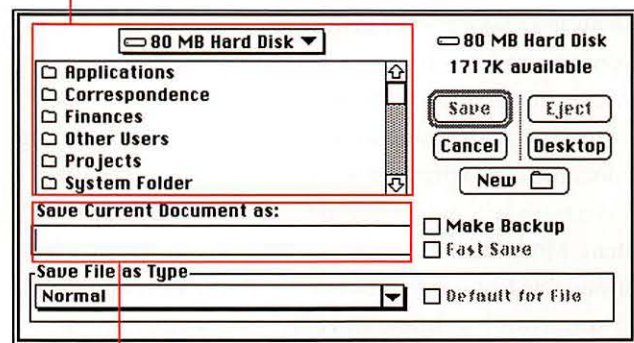 80 MB Hard Disk
Applications
Correspondence
Finances
Other Users
Projects
System Folder
80 MB Hard Disk
1717K available
Save
Eject
Cancel
Desktop
New
Save Current Document as:
Make Backup
Fast Save
Save File as Type
Normal
Default for File